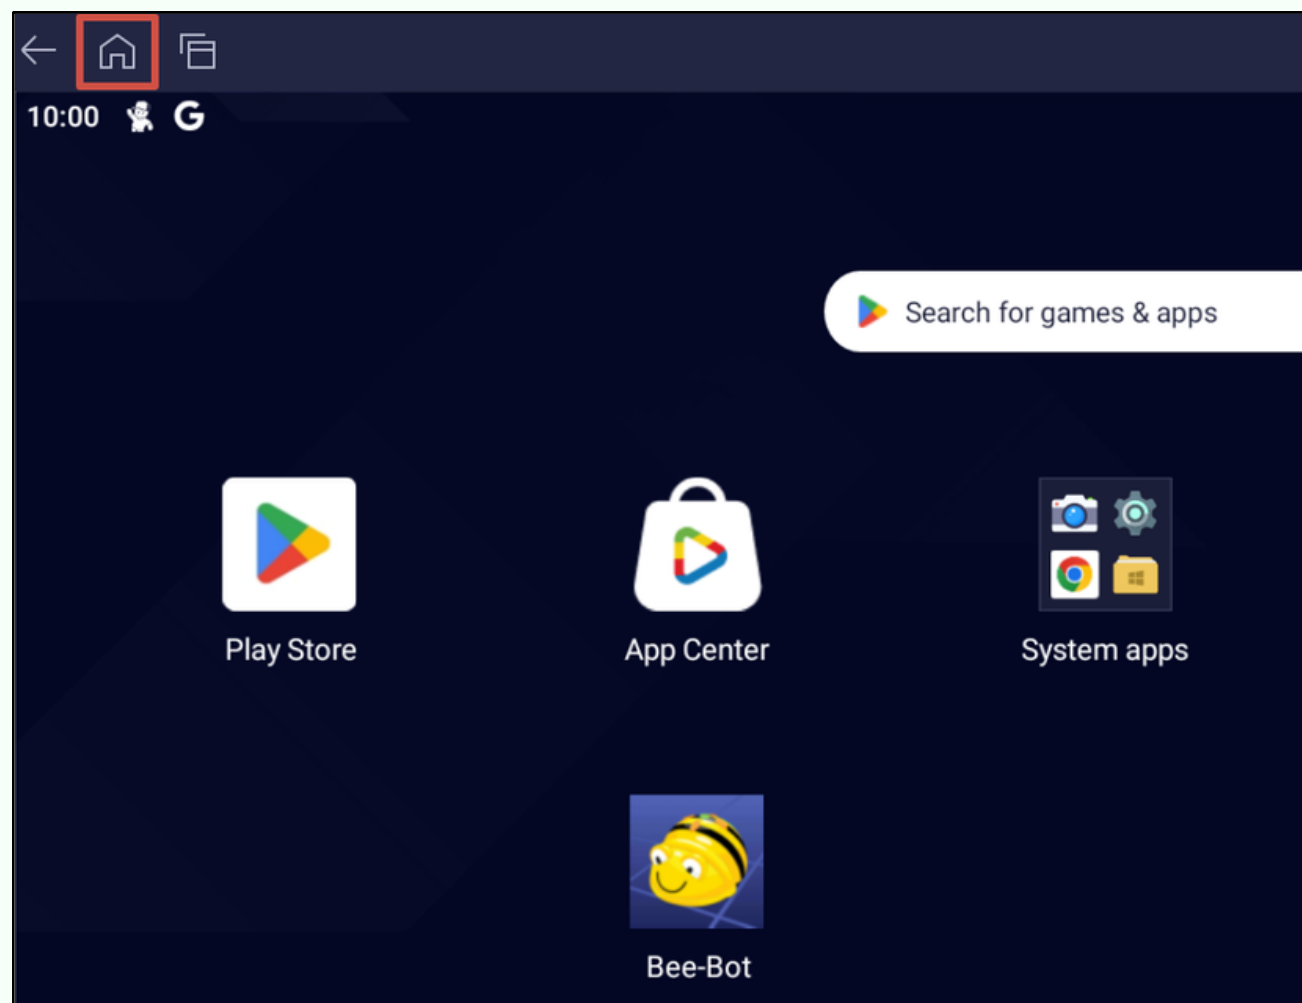 10:00
Search for games & apps
Play Store
App Center
System apps
Bee-Bot